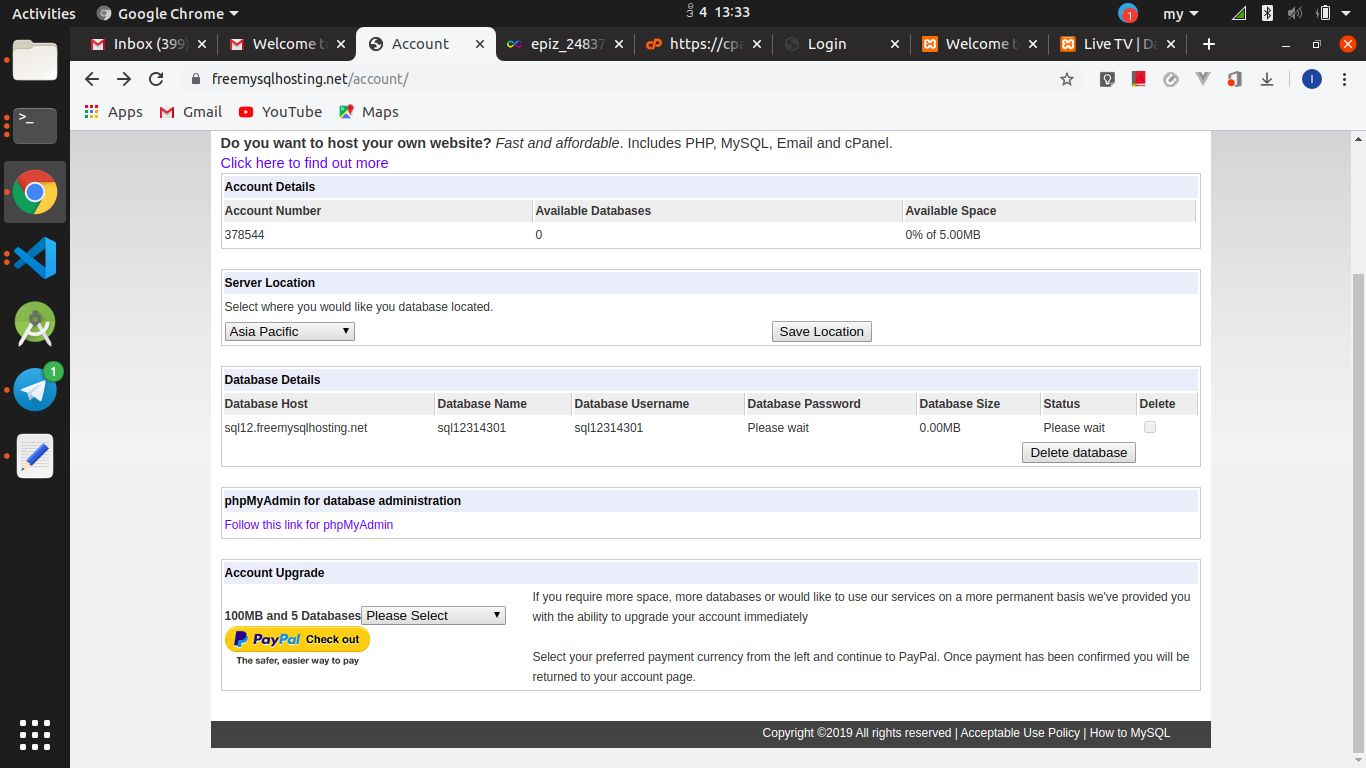 Activities Google Chrome 4 13:33 1 my
Inbox (399) Welcome to Account epiz_24837 https://cpa Login Welcome to Live TV | Da
freemysqlhosting.net/account/ I
Apps Gmail YouTube Maps
Do you want to host your own website? Fast and affordable. Includes PHP, MySQL, Email and cPanel.
Click here to find out more
Account Details
Account Number Available Databases Available Space
378544 0 0% of 5.00MB
Server Location
Select where you would like you database located.
Asia Pacific Save Location
Database Details
Database Host Database Name Database Username Database Password Database Size Status Delete
sql12.freemysqlhosting.net sql12314301 sql12314301 Please wait 0.00MB Please wait
Delete database
phpMyAdmin for database administration
Follow this link for phpMyAdmin
Account Upgrade
100MB and 5 Databases Please Select
PayPal Check out
The safer, easier way to pay
If you require more space, more databases or would like to use our services on a more permanent basis we've provided you
with the ability to upgrade your account immediately
Select your preferred payment currency from the left and continue to PayPal. Once payment has been confirmed you will be
returned to your account page.
Copyright ©2019 All rights reserved | Acceptable Use Policy | How to MySQL
>_
1